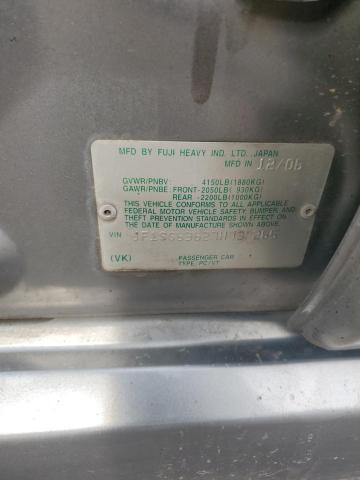 MFD BY FUJI HEAVY IND. LTD. JAPAN
MFD IN 12/06
GVWR/PNBV: 4150LB(1880KG)
GAWR/PNBE: FRONT-2050LB( 930KG)
REAR -2200LB(1000KG)
THIS VEHICLE CONFORMS TO ALL APPLICABLE
FEDERAL MOTOR VEHICLE SAFETY, BUMPER, AND
THEFT PREVENTION STANDARDS IN EFFECT ON
THE DATE OF MANUFACTURE SHOWN ABOVE.
VIN
(VK) PASSENGER CAR
TYPE: PC/VT